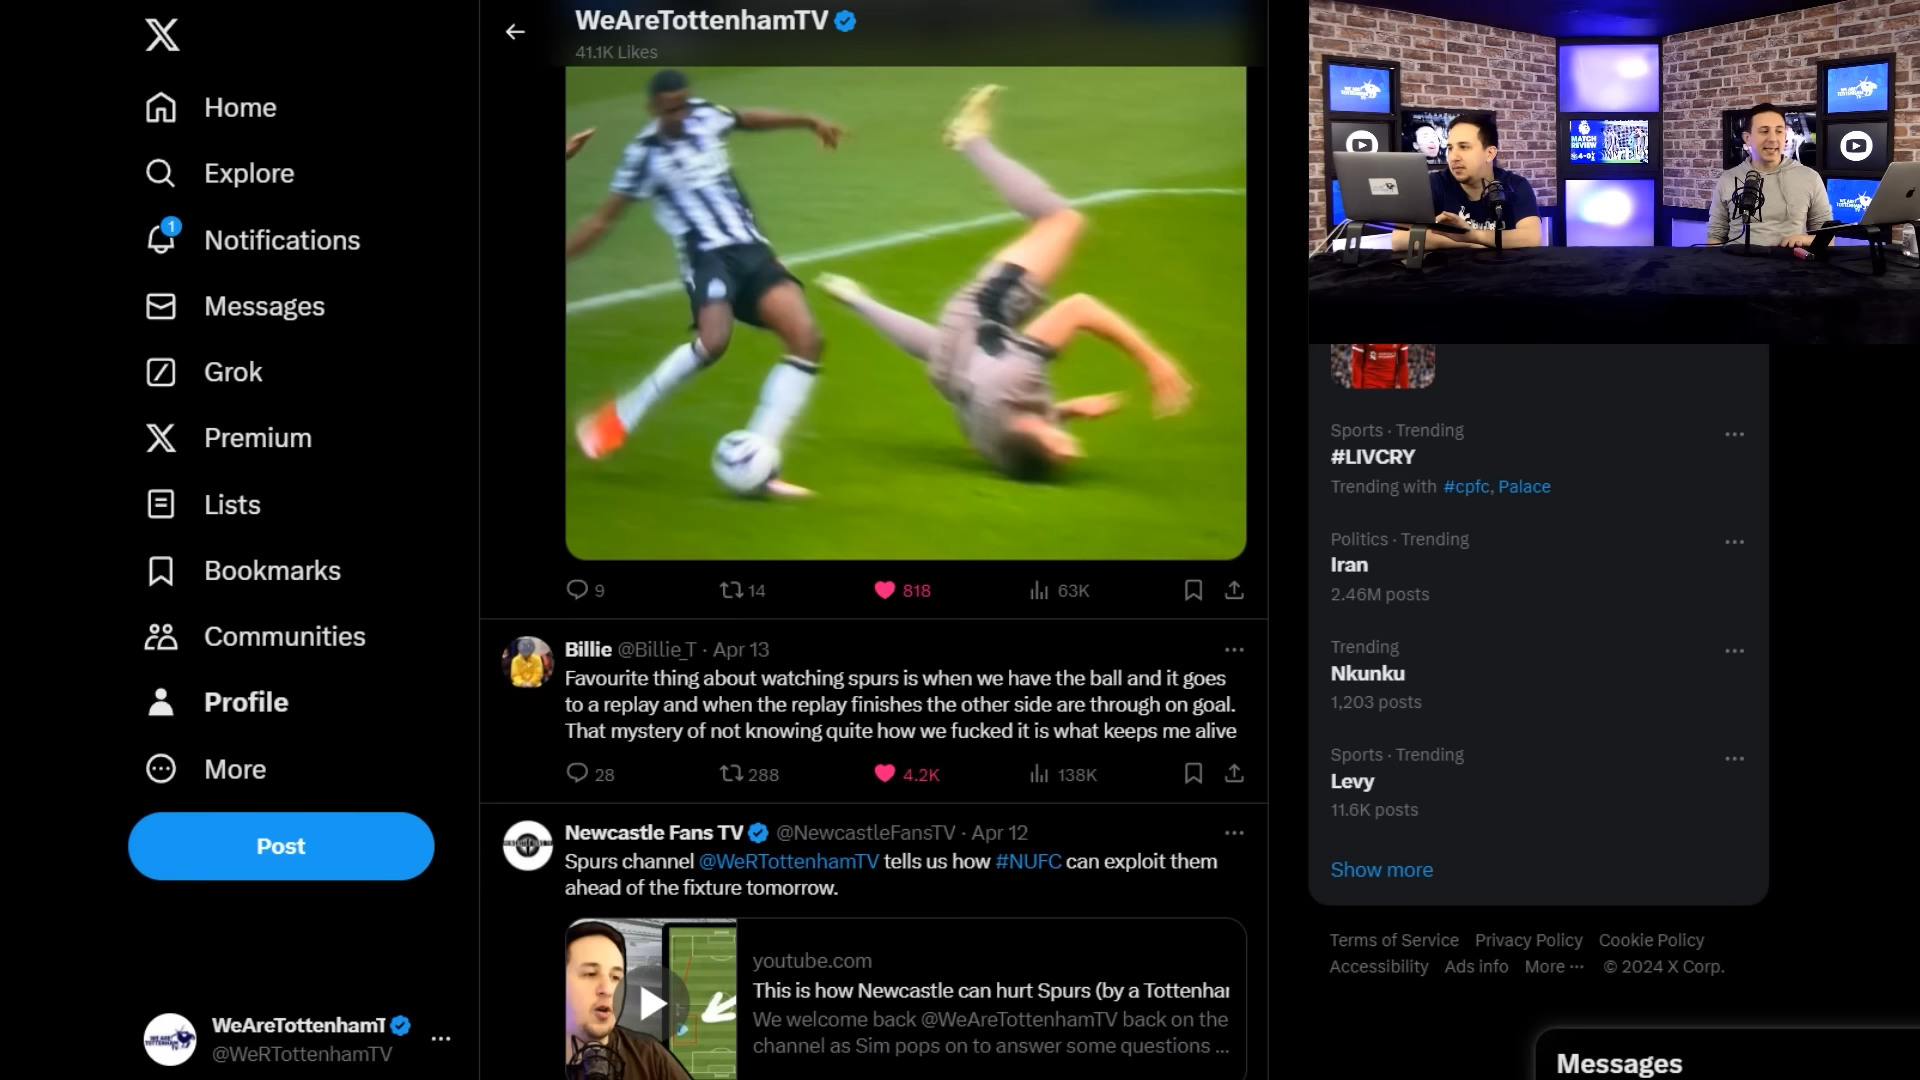 WeAreTottenhamTV
41.1K Likes
Home
Explore
1
Notifications
Messages
Grok
Premium
Lists
Bookmarks
Communities
Profile
More
Post
WeAreTottenhamT
@WeRTottenhamTV
9
14
818
63K
Billie @Billie_T · Apr 13
Favourite thing about watching spurs is when we have the ball and it goes
to a replay and when the replay finishes the other side are through on goal.
That mystery of not knowing quite how we fucked it is what keeps me alive
28
288
4.2K
138K
Newcastle Fans TV @NewcastleFansTV · Apr 12
Spurs channel @WeRTottenhamTV tells us how #NUFC can exploit them
ahead of the fixture tomorrow.
youtube.com
This is how Newcastle can hurt Spurs (by a Tottenhar
We welcome back @WeAreTottenhamTV back on the
channel as Sim pops on to answer some questions ...
MATCH
REVIEW
4-0
Sports · Trending
#LIVCRY
Trending with #cpfc, Palace
Politics · Trending
Iran
2.46M posts
Trending
Nkunku
1,203 posts
Sports · Trending
Levy
11.6K posts
Show more
Terms of Service Privacy Policy Cookie Policy
Accessibility Ads info More ··· © 2024 X Corp.
Messages